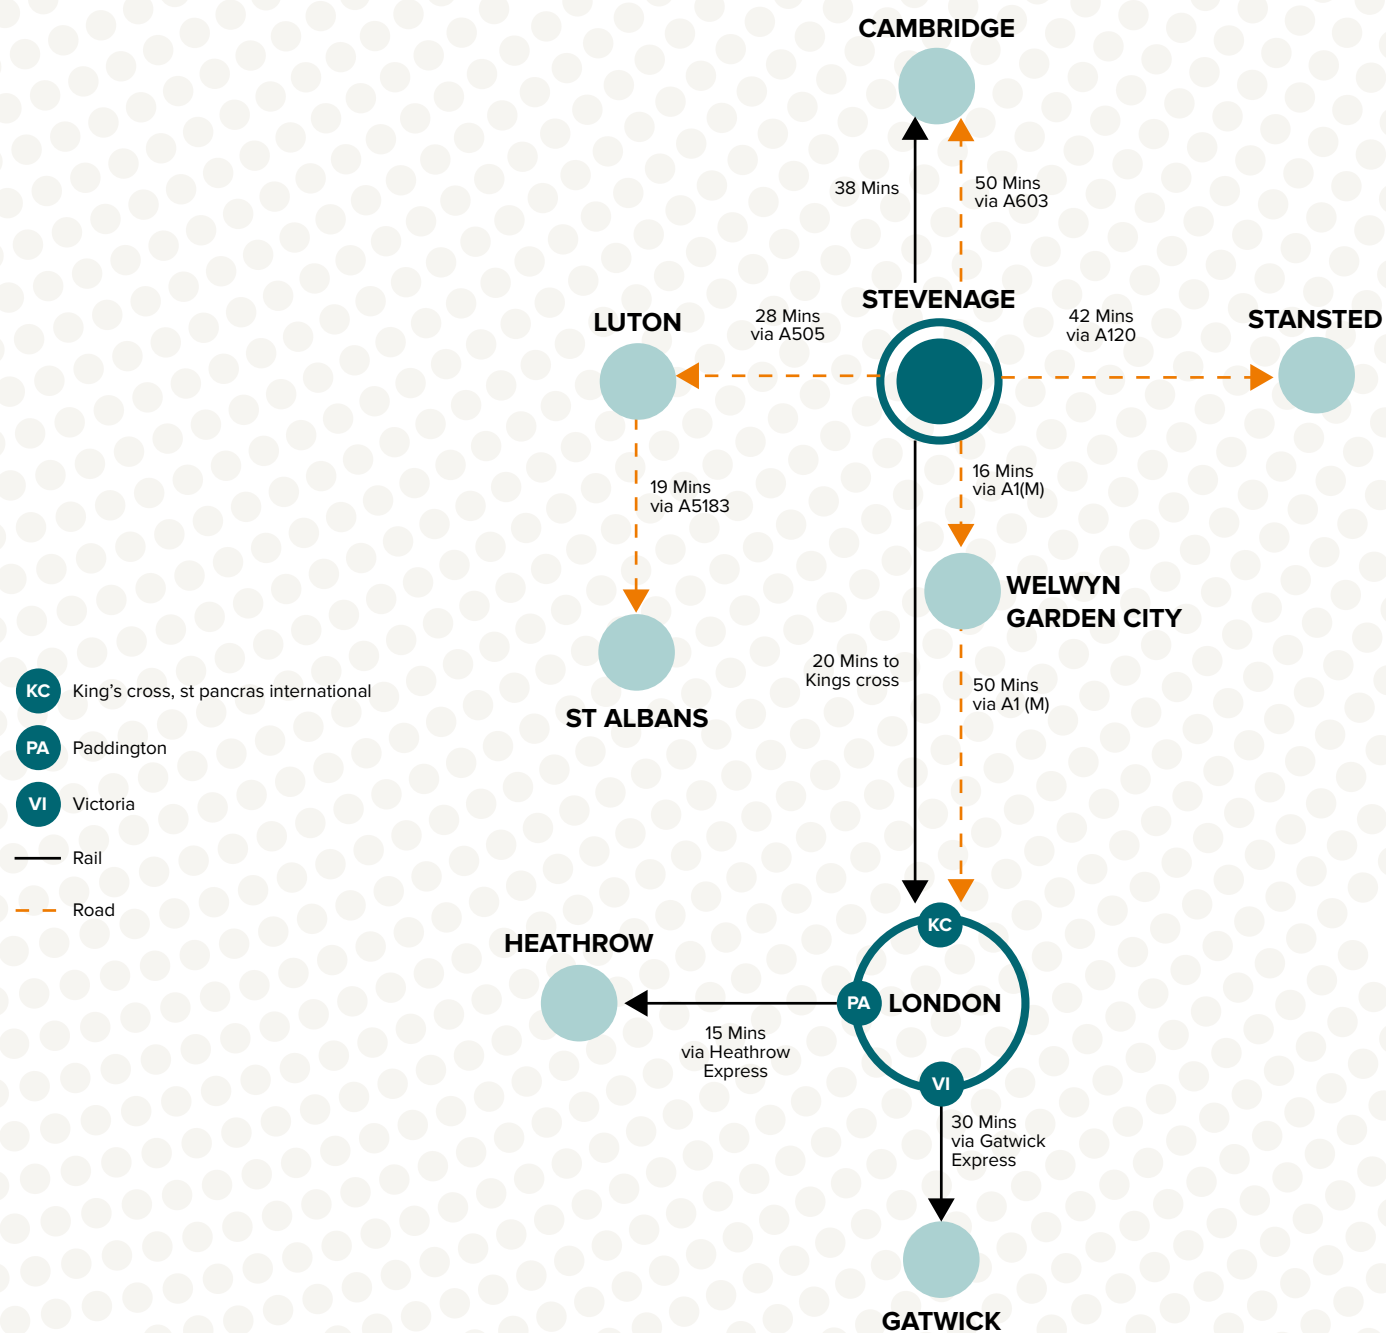 CAMBRIDGE
38 Mins
50 Mins
via A603
STEVENAGE
LUTON
28 Mins
via A505
42 Mins
via A120
STANSTED
16 Mins
via A1(M)
19 Mins
via A5183
WELWYN
GARDEN CITY
20 Mins to
Kings cross
50 Mins
via A1 (M)
ST ALBANS
KC King's cross, st pancras international
PA Paddington
VI Victoria
Rail
Road
HEATHROW
KC
PA LONDON
15 Mins
via Heathrow
Express
VI
30 Mins
via Gatwick
Express
GATWICK